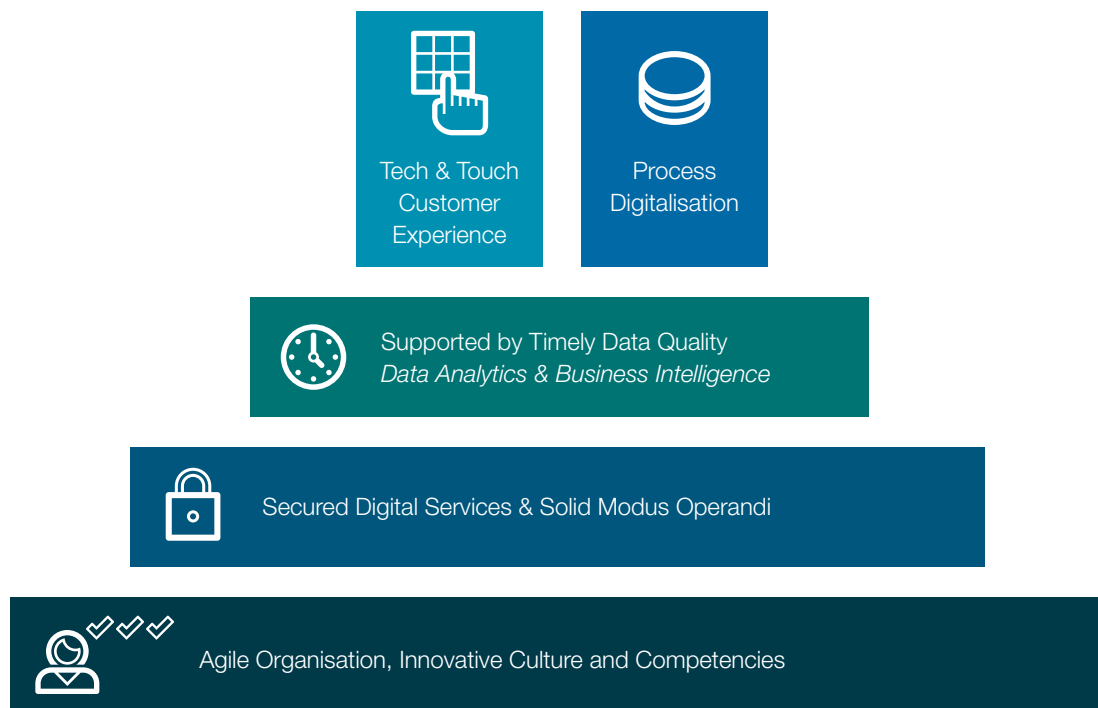 Tech & Touch
Customer
Experience
Process
Digitalisation
Supported by Timely Data Quality
Data Analytics & Business Intelligence
Secured Digital Services & Solid Modus Operandi
Agile Organisation, Innovative Culture and Competencies